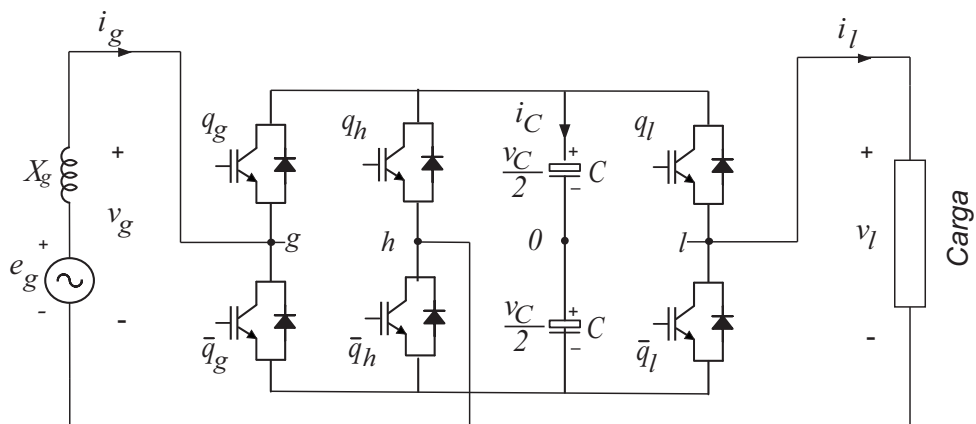 i_g
i_l
q_g
q_h
i_C
q_l
+
v_C/2
C
−
X_g
+
v_g
g
h
0
l
+
v_l
Carga
+
e_g
-
-
q̄_g
q̄_h
+
v_C/2
C
−
q̄_l
-